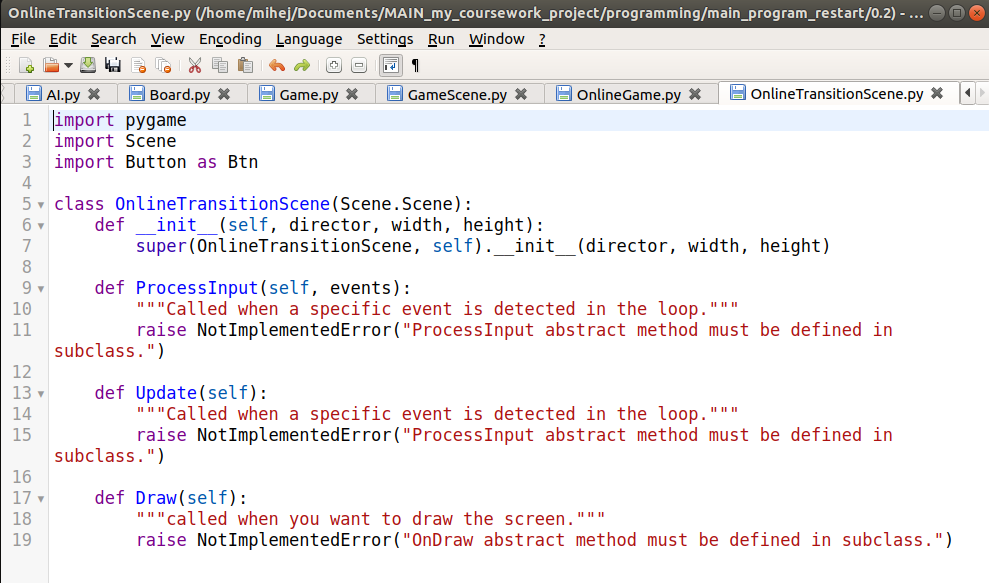 OnlineTransitionScene.py (/home/mihej/Documents/MAIN_my_coursework_project/programming/main_program_restart/0.2) - ...
File Edit Search View Encoding Language Settings Run Window ?
AI.py Board.py Game.py GameScene.py OnlineGame.py OnlineTransitionScene.py
1 import pygame
2 import Scene
3 import Button as Btn
4
5 class OnlineTransitionScene(Scene.Scene):
6 def __init__(self, director, width, height):
7 super(OnlineTransitionScene, self).__init__(director, width, height)
8
9 def ProcessInput(self, events):
10 """Called when a specific event is detected in the loop."""
11 raise NotImplementedError("ProcessInput abstract method must be defined in
subclass.")
12
13 def Update(self):
14 """Called when a specific event is detected in the loop."""
15 raise NotImplementedError("ProcessInput abstract method must be defined in
subclass.")
16
17 def Draw(self):
18 """called when you want to draw the screen."""
19 raise NotImplementedError("OnDraw abstract method must be defined in subclass.")